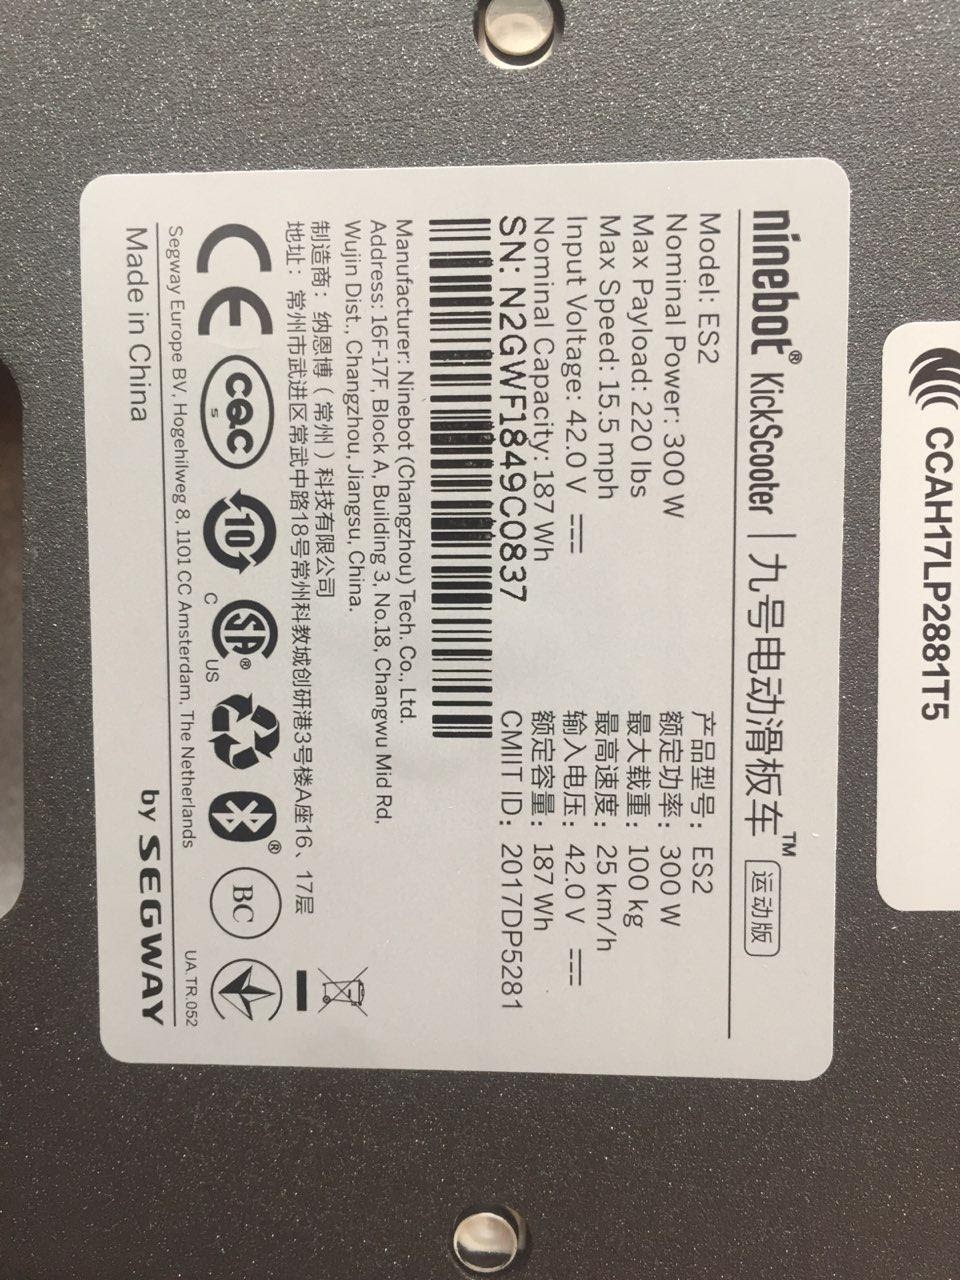 CCAH17LP2881T5
ninebot® KickScooter | 九号电动滑板车™ 运动版
Model: ES2
Nominal Power: 300 W
Max Payload: 220 lbs
Max Speed: 15.5 mph
Input Voltage: 42.0 V ⎓
Nominal Capacity: 187 Wh
SN: N2GWF1849C0837
产品型号: ES2
额定功率: 300 W
最大载重: 100 kg
最高速度: 25 km/h
输入电压: 42.0 V ⎓
额定容量: 187 Wh
CMIIT ID: 2017DP5281
Manufacturer: Ninebot (Changzhou) Tech. Co., Ltd.
Address: 16F-17F, Block A, Building 3, No.18, Changwu Mid Rd,
Wujin Dist., Changzhou, Jiangsu, China.
制造商: 纳恩博(常州)科技有限公司
地址: 常州市武进区常武中路18号常州科教城创研港3号楼A座16、17层
CE CQC S 10 C SA® US ® BC
UA.TR.052
Segway Europe BV, Hogehilweg 8, 1101 CC Amsterdam, The Netherlands
Made in China
by SEGWAY